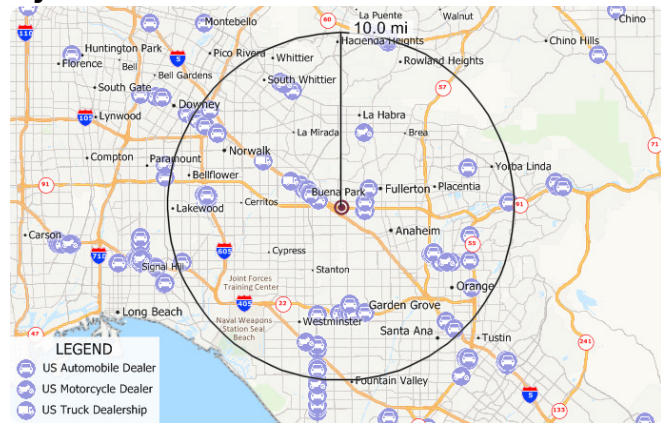 Montebello
La Puente
Walnut
Chino
60
10.0 mi
71
110
Hacienda Heights
Chino Hills
Huntington Park
Pico Rivera
Whittier
Rowland Heights
Florence
Bell
5
Bell Gardens
South Whittier
57
South Gate
Downey
La Habra
105
Lynwood
La Mirada
Brea
71
Compton
Paramount
Norwalk
Yorba Linda
91
Bellflower
Buena Park
Fullerton
Placentia
Lakewood
Cerritos
91
Carson
Anaheim
55
710
Signal Hill
605
Cypress
Stanton
Joint Forces
Training Center
Orange
405
22
Garden Grove
Long Beach
Naval Weapons
Station Seal
Beach
Westminster
Santa Ana
Tustin
47
241
LEGEND
US Automobile Dealer
US Motorcycle Dealer
US Truck Dealership
Fountain Valley
5
133